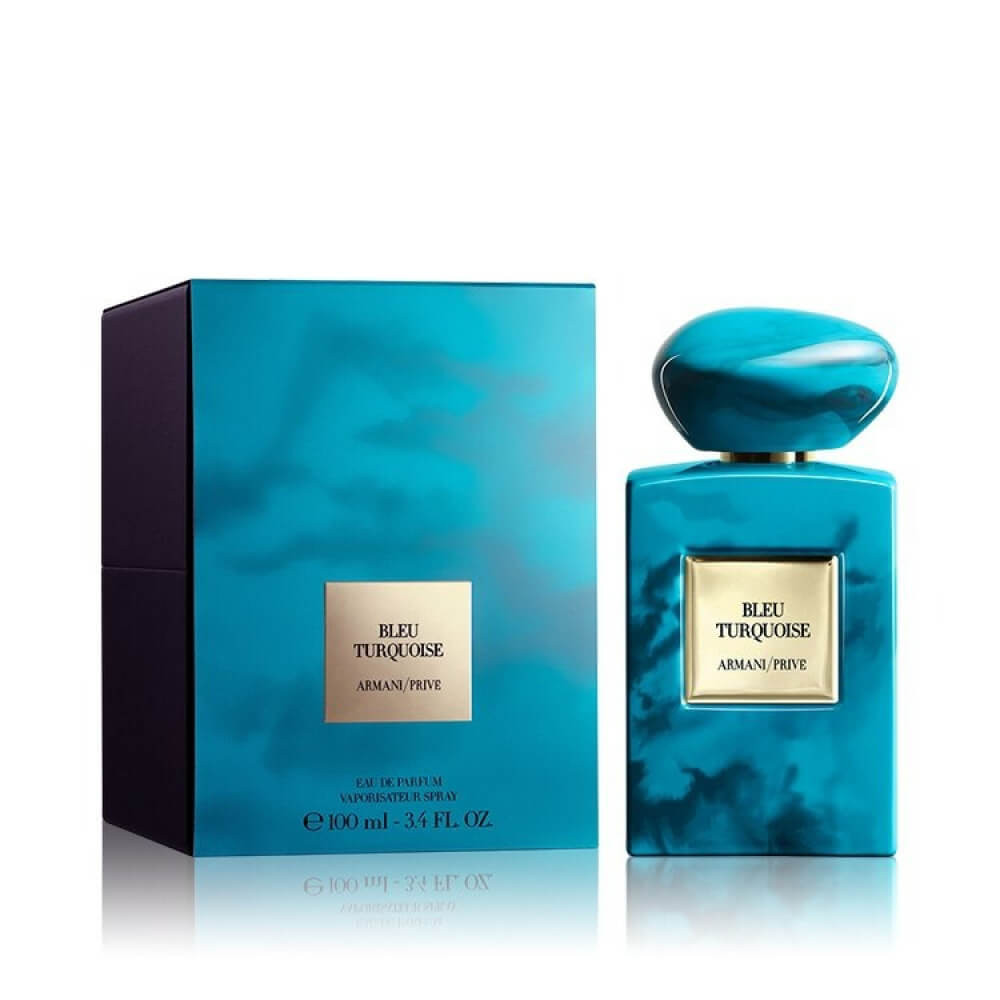 BLEU
TURQUOISE
ARMANI/PRIVE
EAU DE PARFUM
VAPORISATEUR SPRAY
℮ 100 ml - 3.4 FL. OZ.
BLEU
TURQUOISE
ARMANI/PRIVE